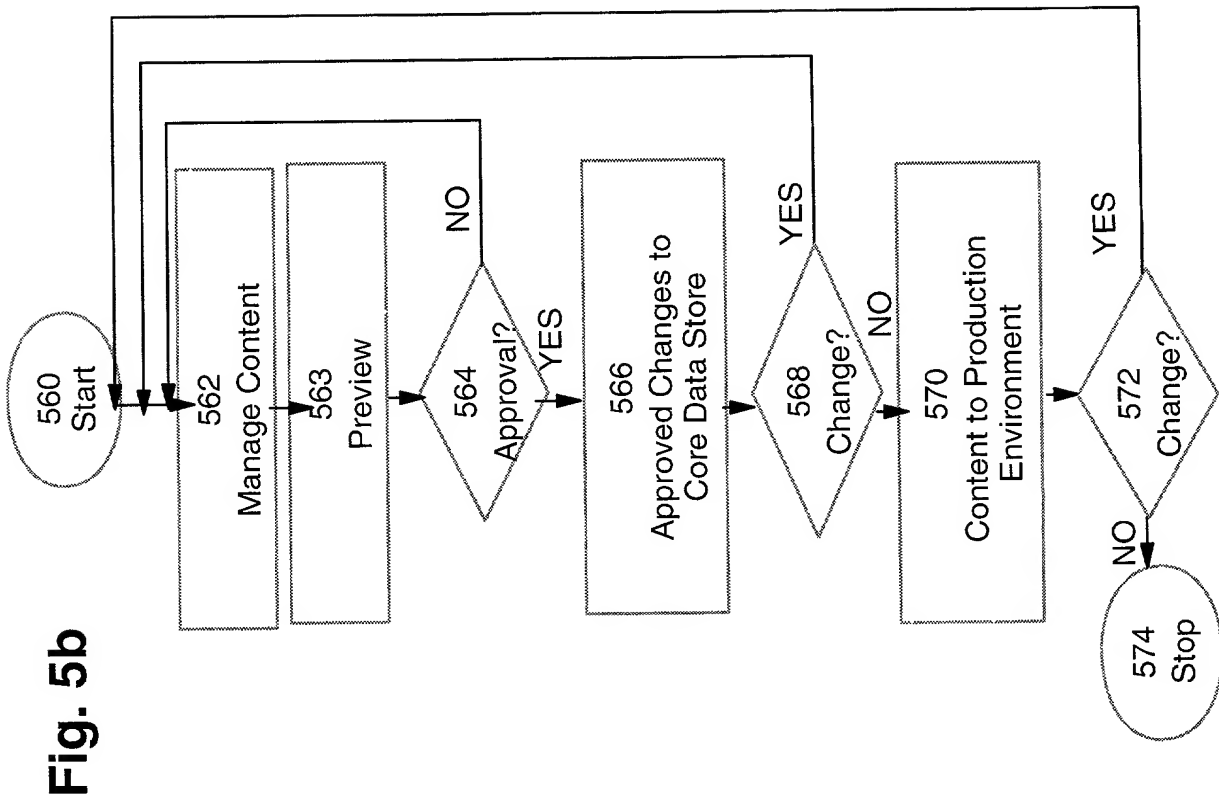 Fig. 5b
560
Start
562
Manage Content
563
Preview
564
Approval?
NO
YES
566
Approved Changes to
Core Data Store
568
Change?
YES
NO
570
Content to Production
Environment
572
Change?
YES
NO
574
Stop